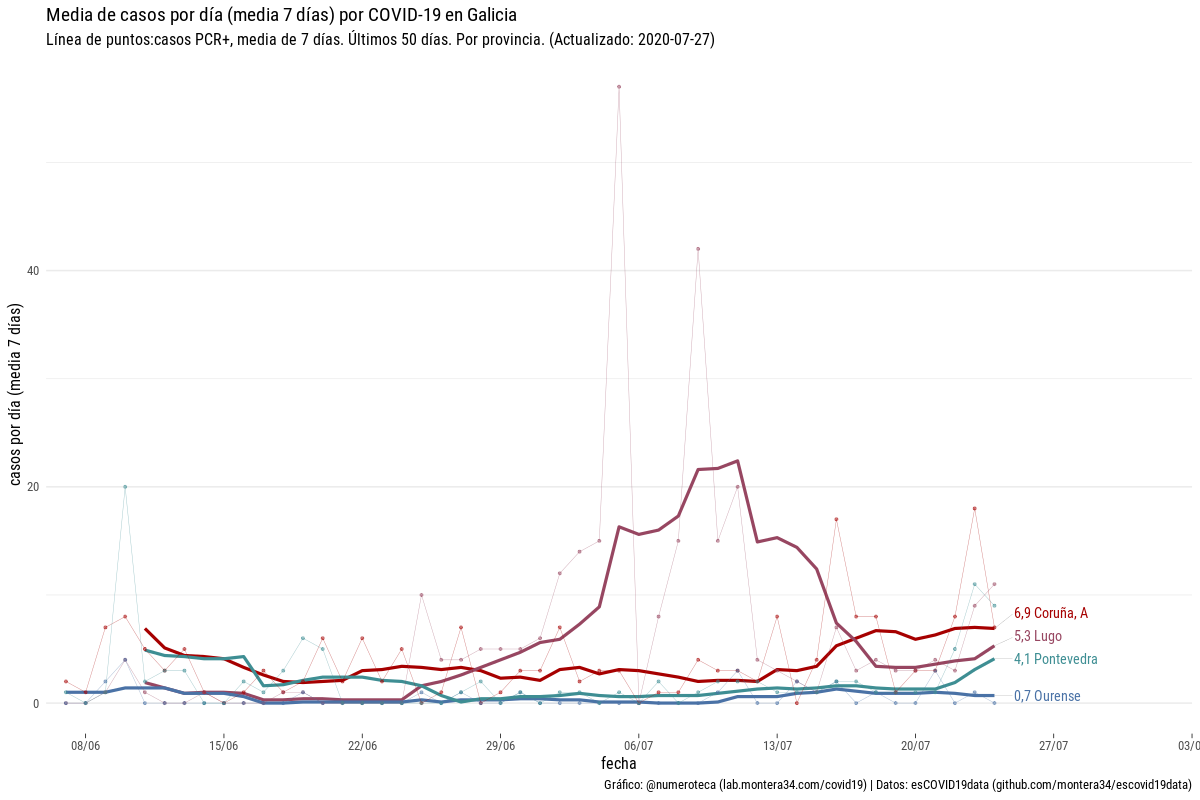 Media de casos por día (media 7 días) por COVID-19 en Galicia
Línea de puntos:casos PCR+, media de 7 días. Últimos 50 días. Por provincia. (Actualizado: 2020-07-27)
casos por día (media 7 días)
40
20
0
6,9 Coruña, A
5,3 Lugo
4,1 Pontevedra
0,7 Ourense
08/06 15/06 22/06 29/06 06/07 13/07 20/07 27/07 03/0
fecha
Gráfico: @numeroteca (lab.montera34.com/covid19) | Datos: esCOVID19data (github.com/montera34/escovid19data)